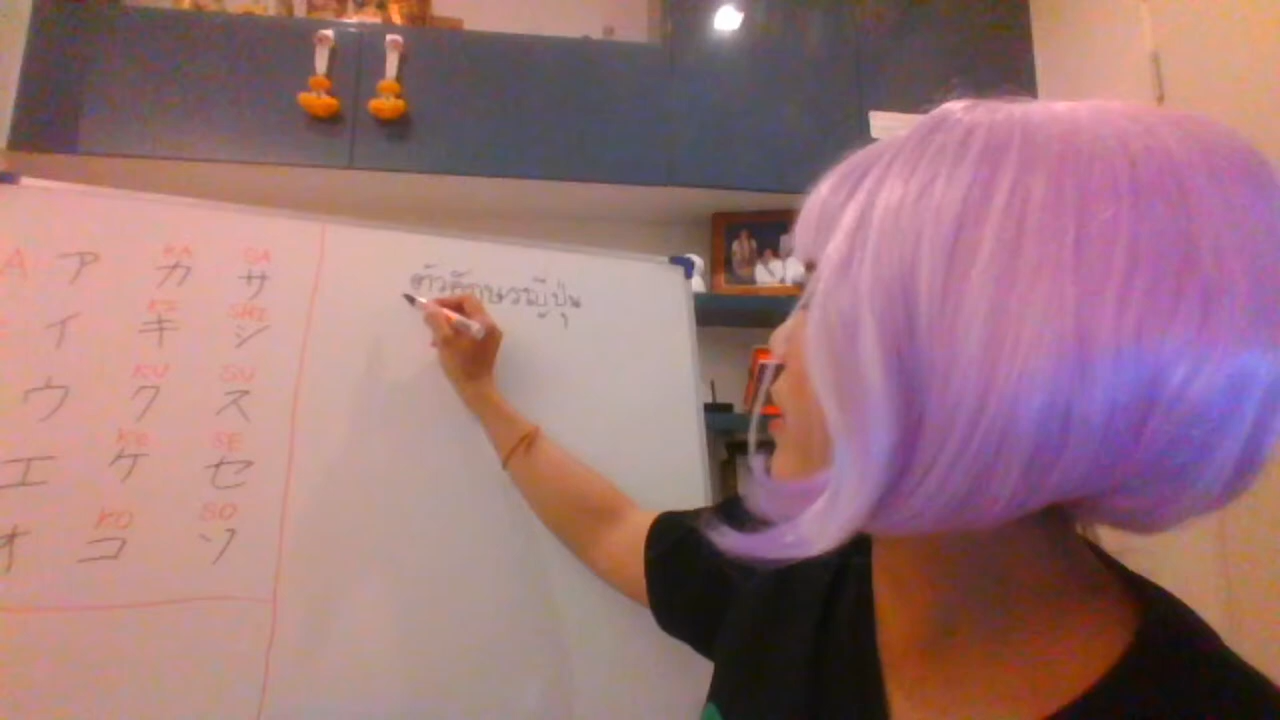 KA SA
A ア カ サ
KI SHI
イ キ シ
KU SU
ウ ク ス
KE SE
エ ケ セ
KO SO
オ コ ソ
ตัวอักษรญี่ปุ่น